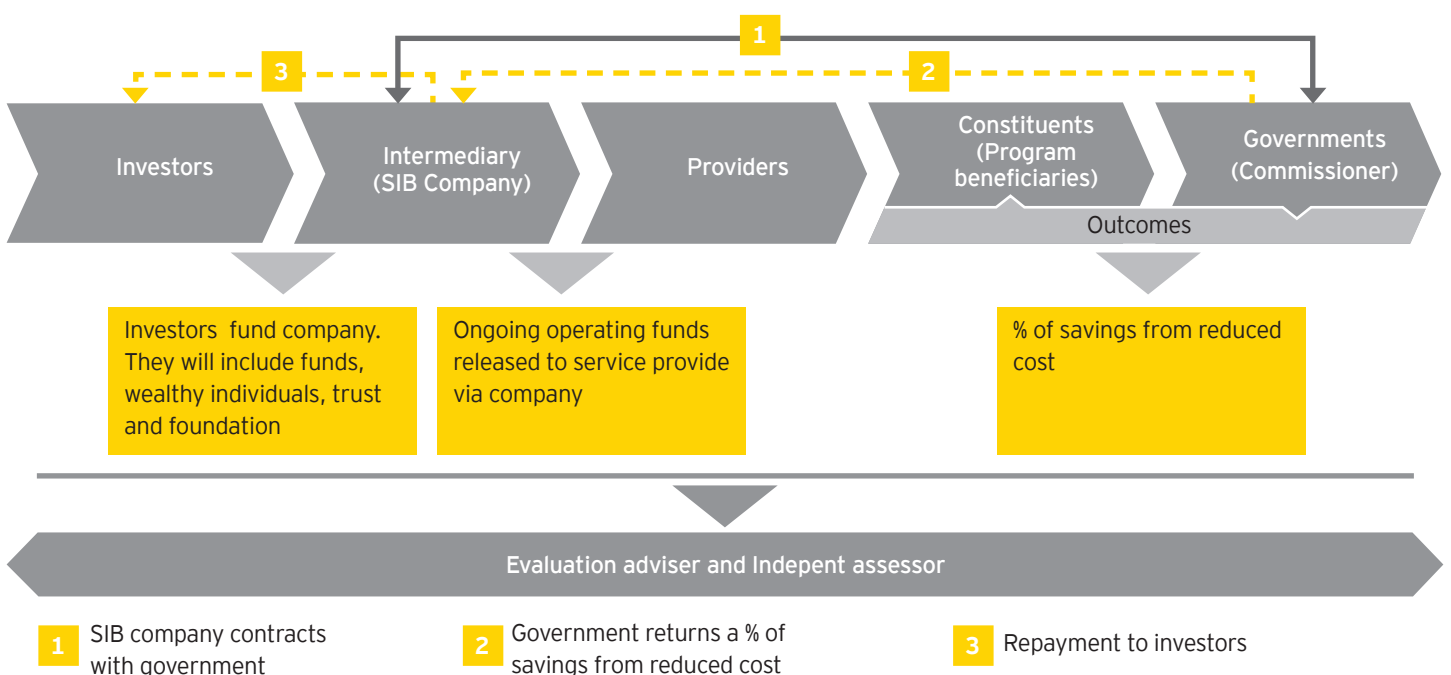 1
3
2
Investors
Intermediary
(SIB Company)
Providers
Constituents
(Program
beneficiaries)
Governments
(Commissioner)
Outcomes
Investors fund company.
They will include funds,
wealthy individuals, trust
and foundation
Ongoing operating funds
released to service provide
via company
% of savings from reduced
cost
Evaluation adviser and Indepent assessor
1 SIB company contracts
with government
2 Government returns a % of
savings from reduced cost
3 Repayment to investors